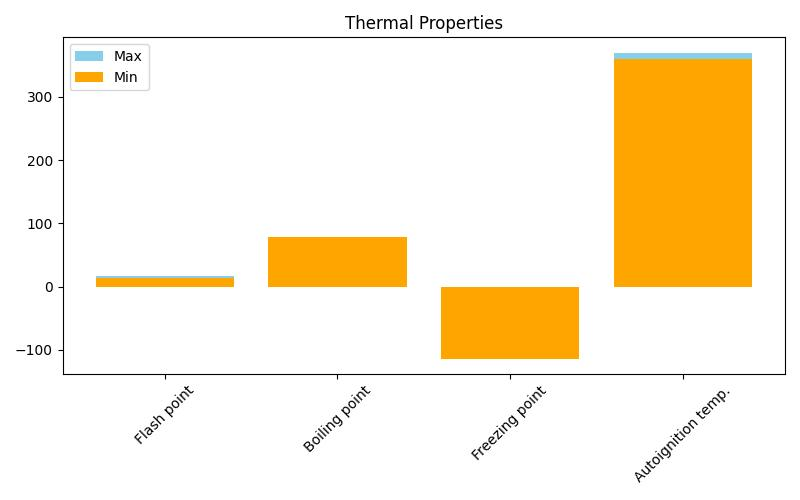 Thermal Properties
Max
Min
300
200
100
0
−100
Flash point
Boiling point
Freezing point
Autoignition temp.